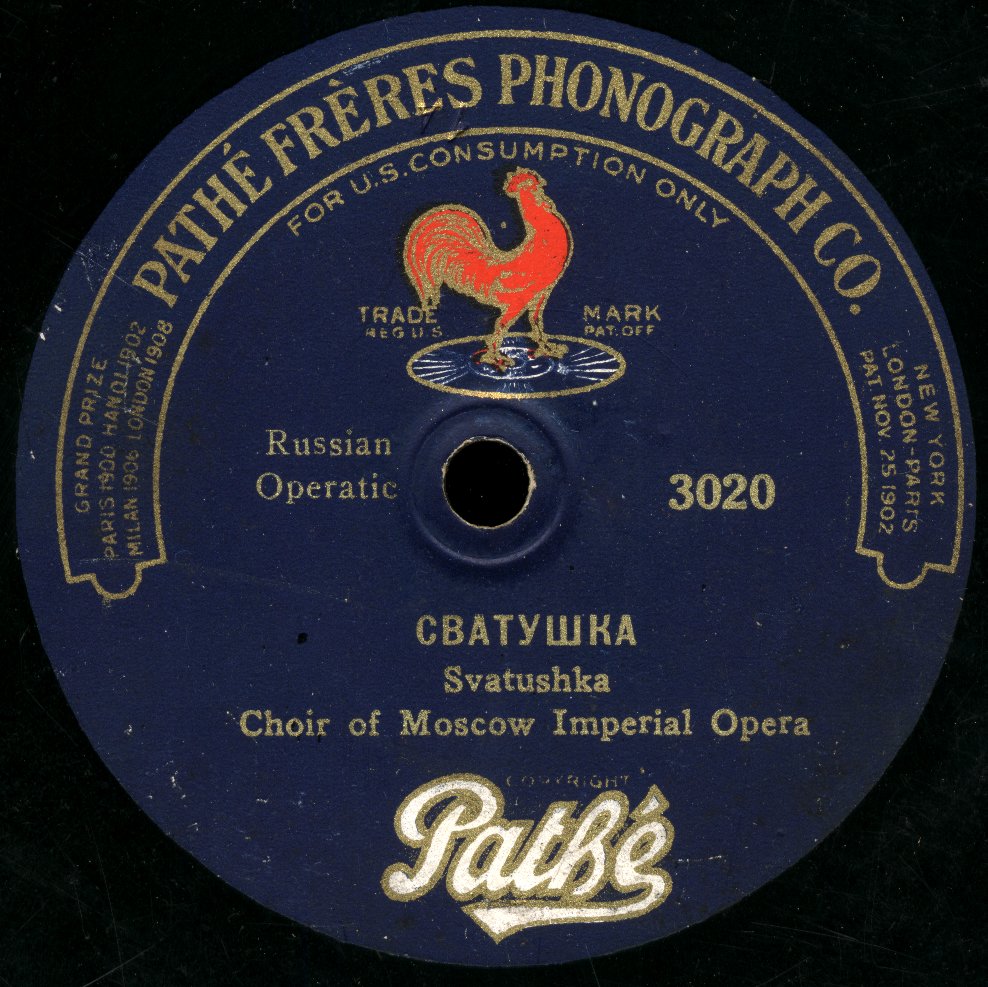 PATHÉ FRÈRES PHONOGRAPH CO.
FOR U.S. CONSUMPTION ONLY
TRADE MARK
REG U S PAT. OFF
GRAND PRIZE
PARIS 1900 HANOI 1902
MILAN 1906 LONDON 1908
NEW YORK
LONDON-PARIS
PAT NOV 25 1902
Russian
Operatic
3020
СВАТУШКА
Svatushka
Choir of Moscow Imperial Opera
COPYRIGHT
Pathé